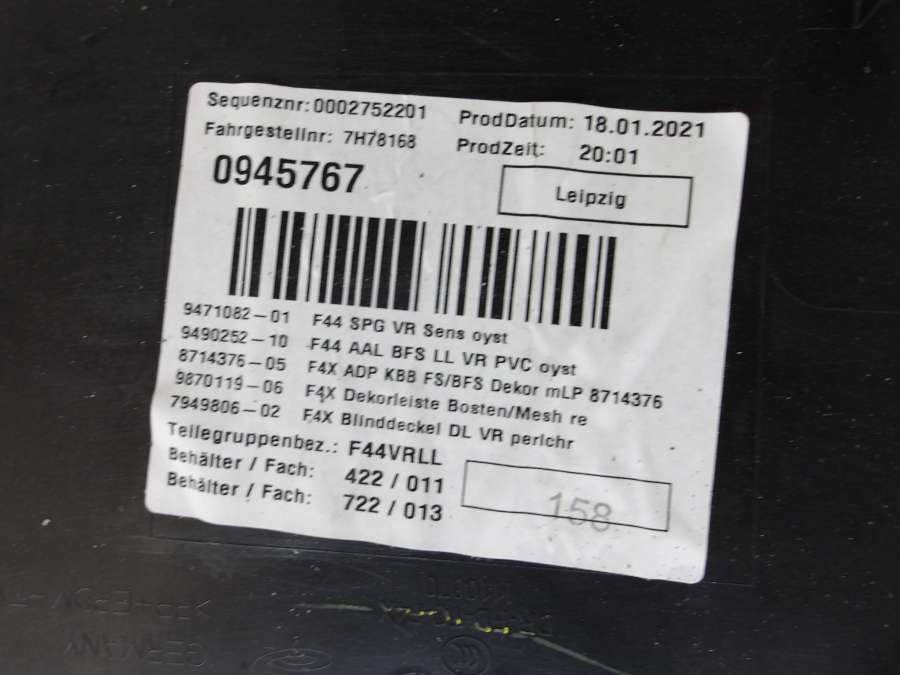 Sequenznr:0002752201 ProdDatum: 18.01.2021
Fahrgestellnr: 7H78168 ProdZeit: 20:01
0945767 Leipzig
9471082-01 F44 SPG VR Sens oyst
9490252-10 F44 AAL BFS LL VR PVC oyst
8714376-05 F4X ADP KBB FS/BFS Dekor mLP 8714376
9870119-06 F4X Dekorleiste Bosten/Mesh re
7949806-02 F4X Blinddeckel DL VR perlchr
Teilegruppenbez.: F44VRLL
Behälter / Fach: 422 / 011
Behälter / Fach: 722 / 013
158
GERMANY